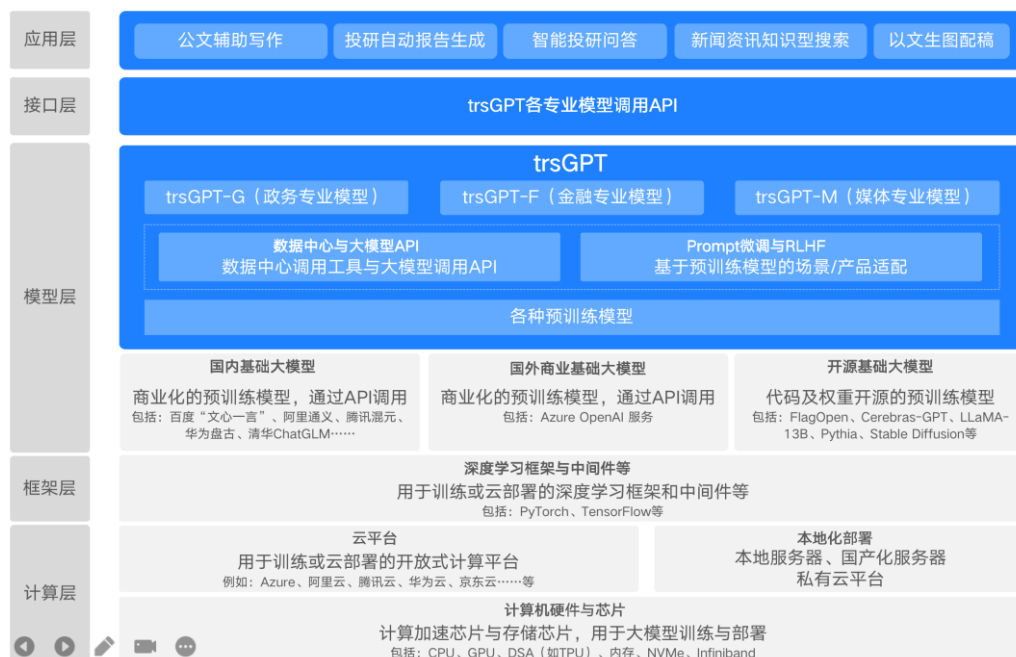 应用层
公文辅助写作
投研自动报告生成
智能投研问答
新闻资讯知识型搜索
以文生图配稿
接口层
trsGPT各专业模型调用API
模型层
trsGPT
trsGPT-G（政务专业模型）
trsGPT-F（金融专业模型）
trsGPT-M（媒体专业模型）
数据中心与大模型API
数据中心调用工具与大模型调用API
Prompt微调与RLHF
基于预训练模型的场景/产品适配
各种预训练模型
国内基础大模型
商业化的预训练模型，通过API调用
包括：百度“文心一言”、阿里通义、腾讯混元、
华为盘古、清华ChatGLM……
国外商业基础大模型
商业化的预训练模型，通过API调用
包括：Azure OpenAI 服务
开源基础大模型
代码及权重开源的预训练模型
包括：FlagOpen、Cerebras-GPT、LLaMA-
13B、Pythia、Stable Diffusion等
框架层
深度学习框架与中间件等
用于训练或云部署的深度学习框架和中间件等
包括：PyTorch、TensorFlow等
计算层
云平台
用于训练或云部署的开放式计算平台
例如：Azure、阿里云、腾讯云、华为云、京东云……等
本地化部署
本地服务器、国产化服务器
私有云平台
计算机硬件与芯片
计算加速芯片与存储芯片，用于大模型训练与部署
包括：CPU、GPU、DSA（如TPU）、内存、NVMe、Infiniband